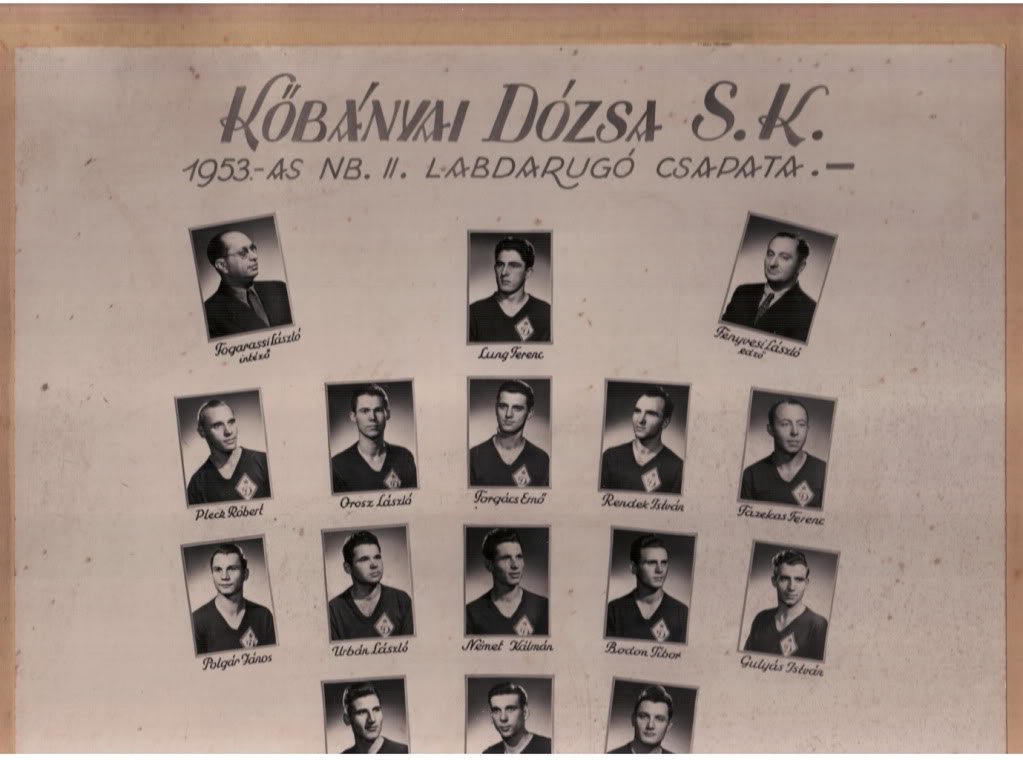 KŐBÁNYAI DÓZSA S.K.
1953.-AS NB. II. LABDARUGÓ CSAPATA.-
Fogarassi László
intéző
Lung Ferenc
Fenyvesi László
edző
Pleck Róbert
Orosz László
Forgács Ernő
Rendek István
Fazekas Ferenc
Polgár János
Urbán László
Német Kálmán
Bodon Tibor
Gulyás István